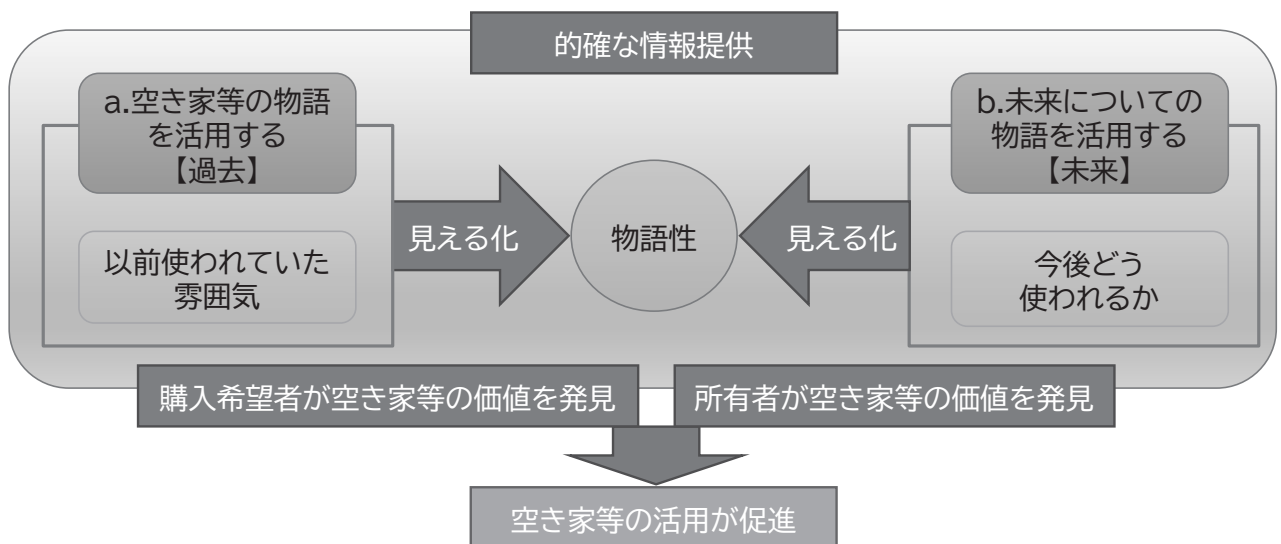 的確な情報提供
a.空き家等の物語
を活用する
【過去】
以前使われていた
雰囲気
見える化
物語性
見える化
b.未来についての
物語を活用する
【未来】
今後どう
使われるか
購入希望者が空き家等の価値を発見
所有者が空き家等の価値を発見
空き家等の活用が促進